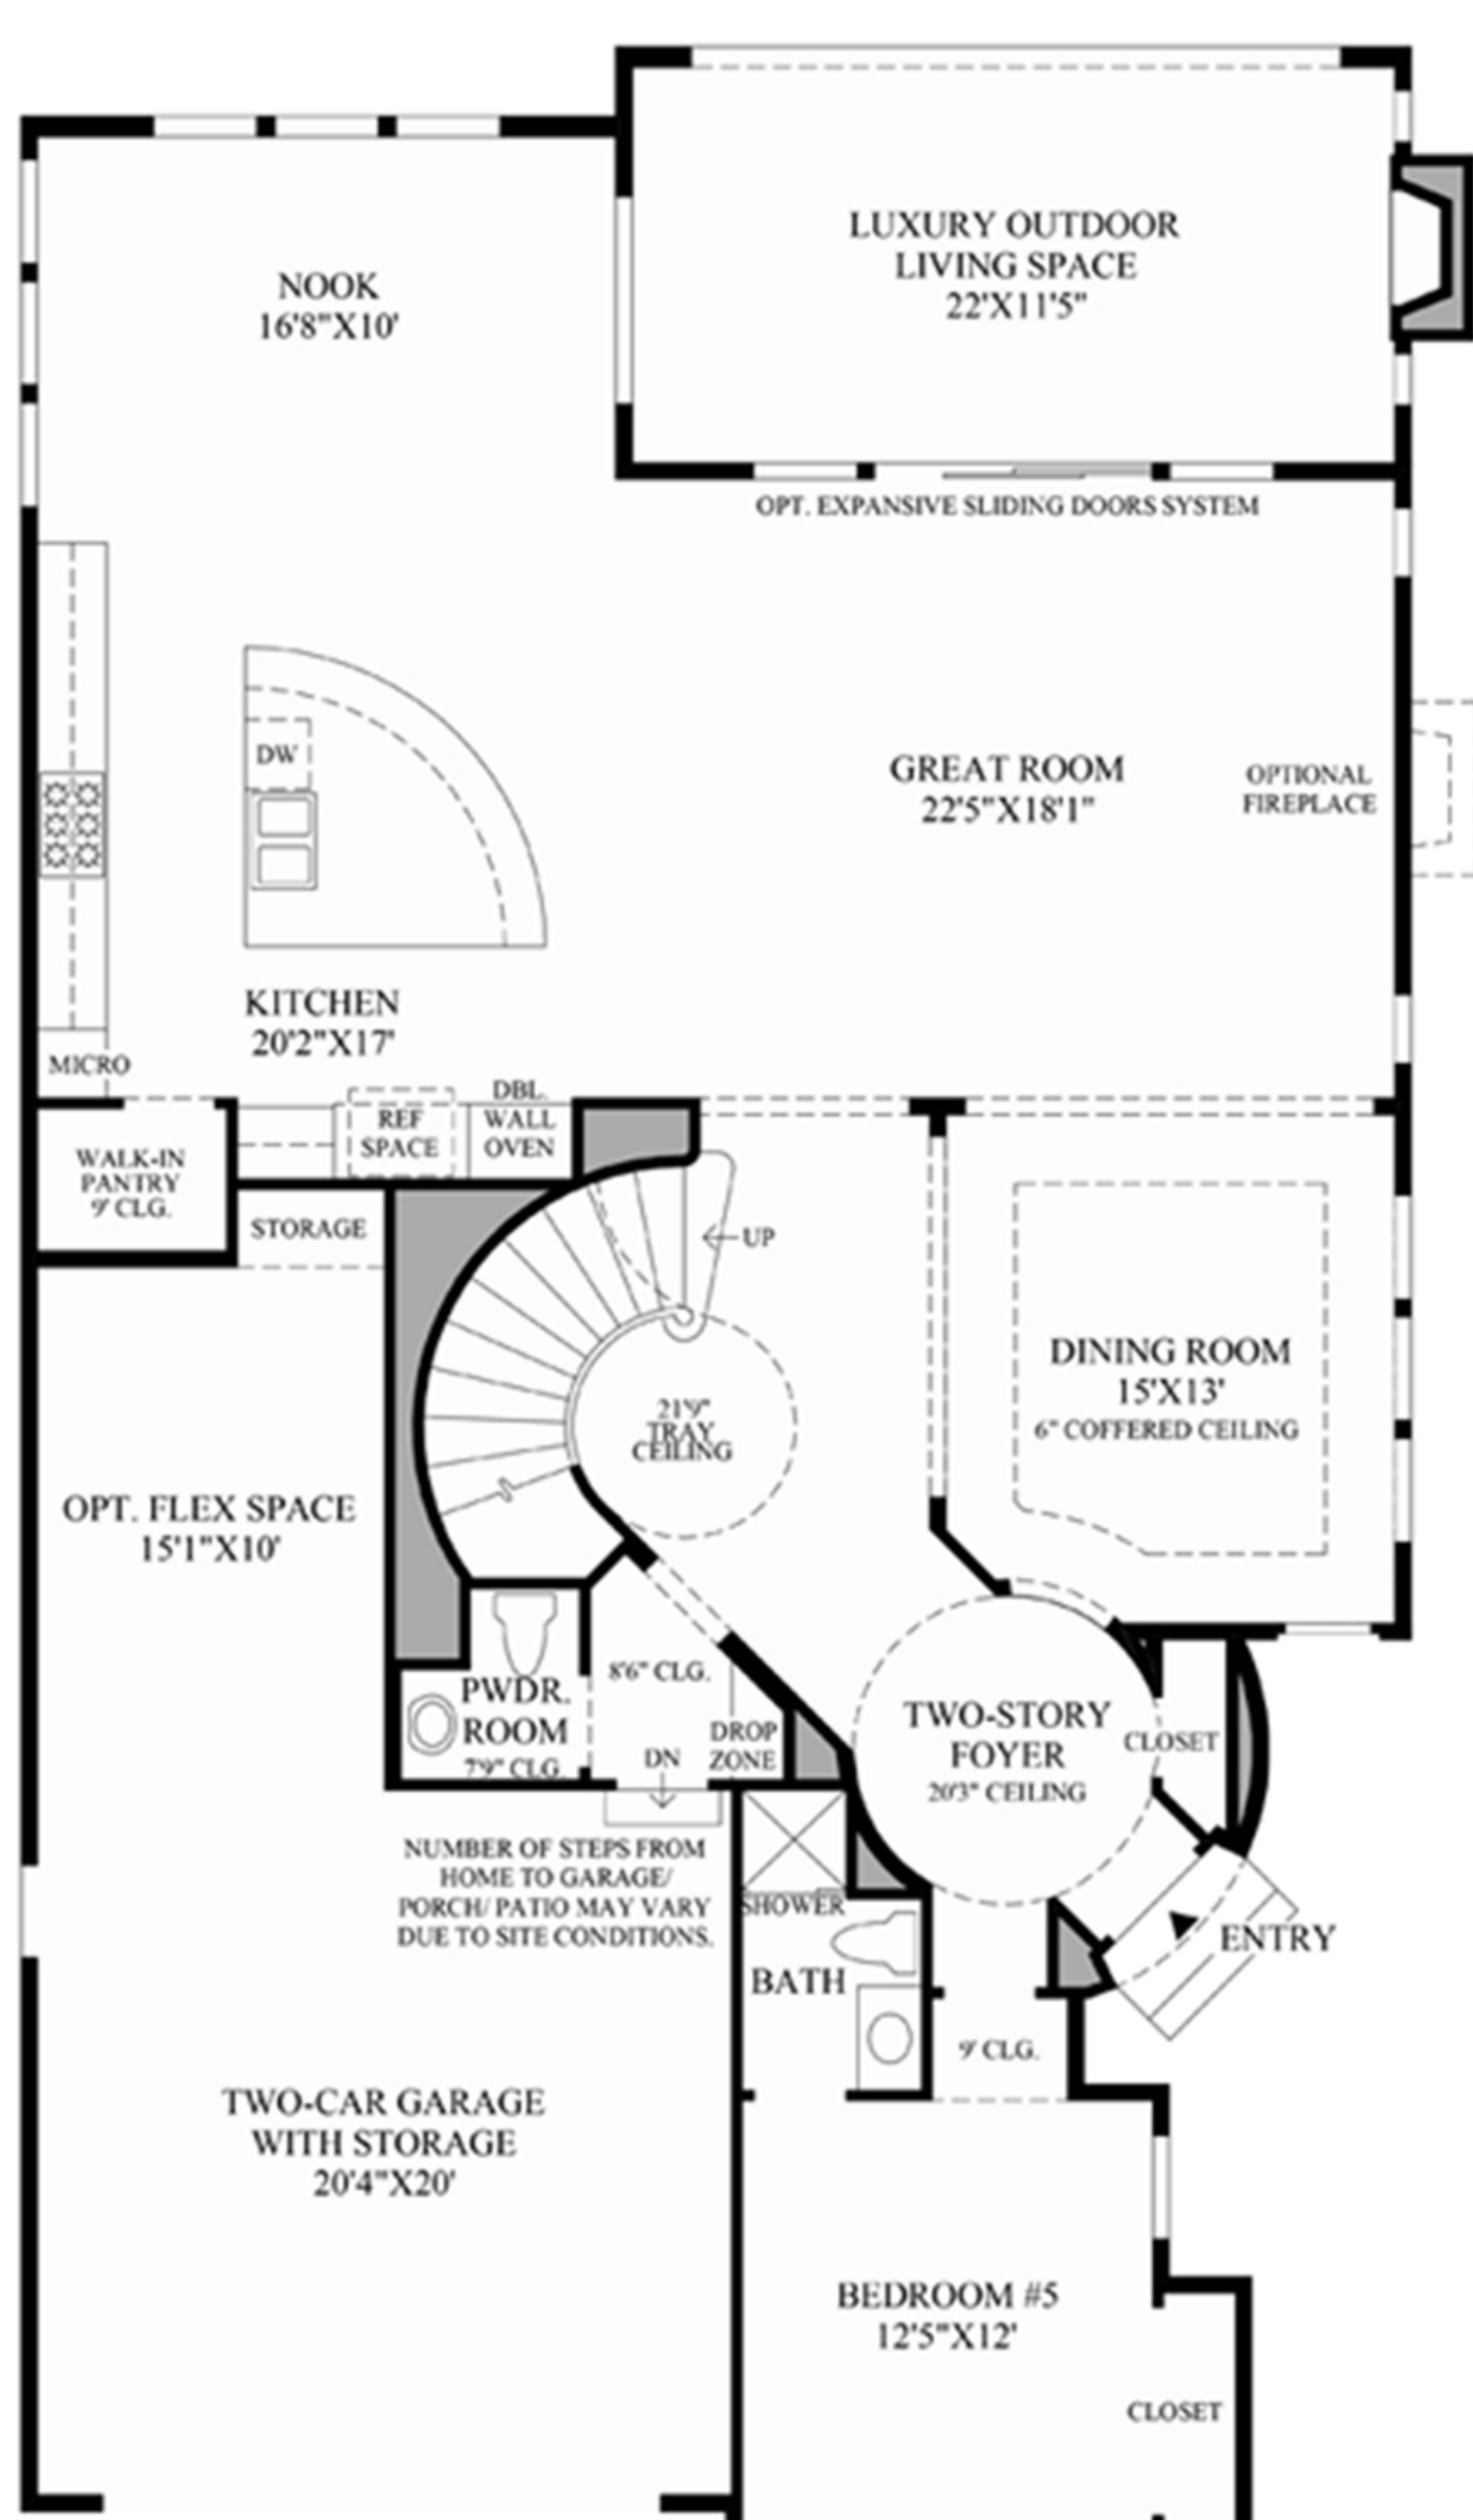 LUXURY OUTDOOR
LIVING SPACE
22'X11'5"
NOOK
16'8"X10'
OPT. EXPANSIVE SLIDING DOORS SYSTEM
DW
GREAT ROOM
22'5"X18'1"
OPTIONAL
FIREPLACE
KITCHEN
20'2"X17'
MICRO
DBL.
WALL
OVEN
REF
SPACE
WALK-IN
PANTRY
9' CLG.
STORAGE
UP
DINING ROOM
15'X13'
6" COFFERED CEILING
21'9"
TRAY
CEILING
OPT. FLEX SPACE
15'1"X10'
8'6" CLG.
PWDR.
ROOM
7'9" CLG.
DN
DROP
ZONE
TWO-STORY
FOYER
20'3" CEILING
CLOSET
NUMBER OF STEPS FROM
HOME TO GARAGE/
PORCH/ PATIO MAY VARY
DUE TO SITE CONDITIONS.
SHOWER
ENTRY
BATH
9' CLG.
TWO-CAR GARAGE
WITH STORAGE
20'4"X20'
BEDROOM #5
12'5"X12'
CLOSET